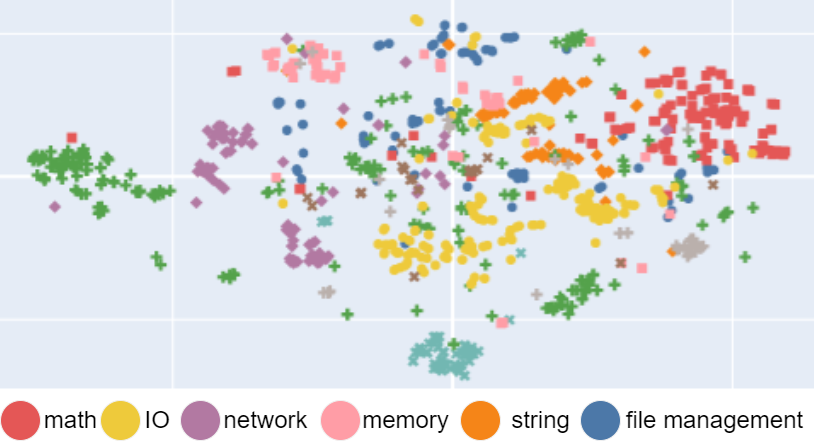 math IO network memory string file management